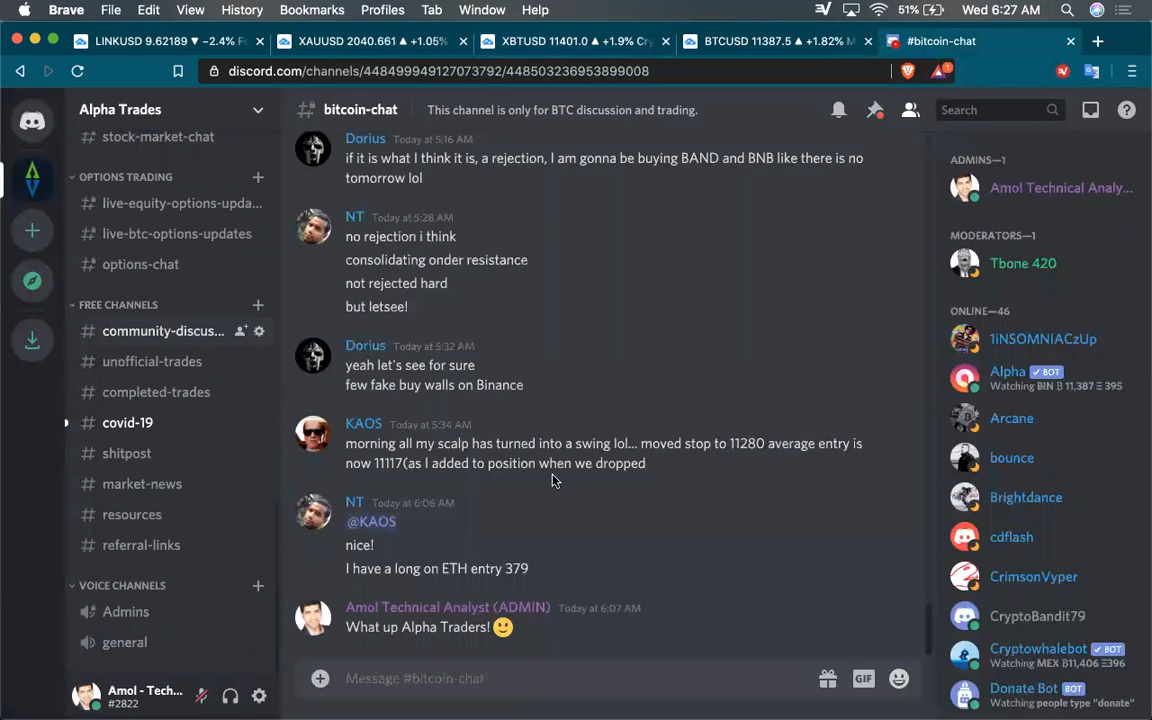 Brave File Edit View History Bookmarks Profiles Tab Window Help 51% Wed 6:27 AM
LINKUSD 9.62189 ▼ −2.4% F XAUUSD 2040.661 ▲ +1.05% XBTUSD 11401.0 ▲ +1.9% Cry BTCUSD 11387.5 ▲ +1.82% M #bitcoin-chat
discord.com/channels/448499949127073792/448503236953899008 1
Alpha Trades
stock-market-chat
OPTIONS TRADING
live-equity-options-upda...
live-btc-options-updates
options-chat
FREE CHANNELS
community-discus...
unofficial-trades
completed-trades
covid-19
shitpost
market-news
resources
referral-links
VOICE CHANNELS
Admins
general
Amol - Tech...
#2822
bitcoin-chat This channel is only for BTC discussion and trading. Search
Dorius Today at 5:16 AM
if it is what I think it is, a rejection, I am gonna be buying BAND and BNB like there is no
tomorrow lol
NT Today at 5:28 AM
no rejection i think
consolidating onder resistance
not rejected hard
but letsee!
Dorius Today at 5:32 AM
yeah let's see for sure
few fake buy walls on Binance
KAOS Today at 5:34 AM
morning all my scalp has turned into a swing lol... moved stop to 11280 average entry is
now 11117(as I added to position when we dropped
NT Today at 6:06 AM
@KAOS
nice!
I have a long on ETH entry 379
Amol Technical Analyst (ADMIN) Today at 6:07 AM
What up Alpha Traders!🙂
Message #bitcoin-chat GIF
ADMINS—1
Amol Technical Analy...
MODERATORS—1
Tbone 420
ONLINE—46
1iNSOMNIACzUp
Alpha ✓ BOT
Watching BIN ₿ 11,387 Ξ 395
Arcane
bounce
Brightdance
cdflash
CrimsonVyper
CryptoBandit79
Cryptowhalebot ✓ BOT
Watching MEX ₿11,406 Ξ396
Donate Bot BOT
Watching people type "donate"